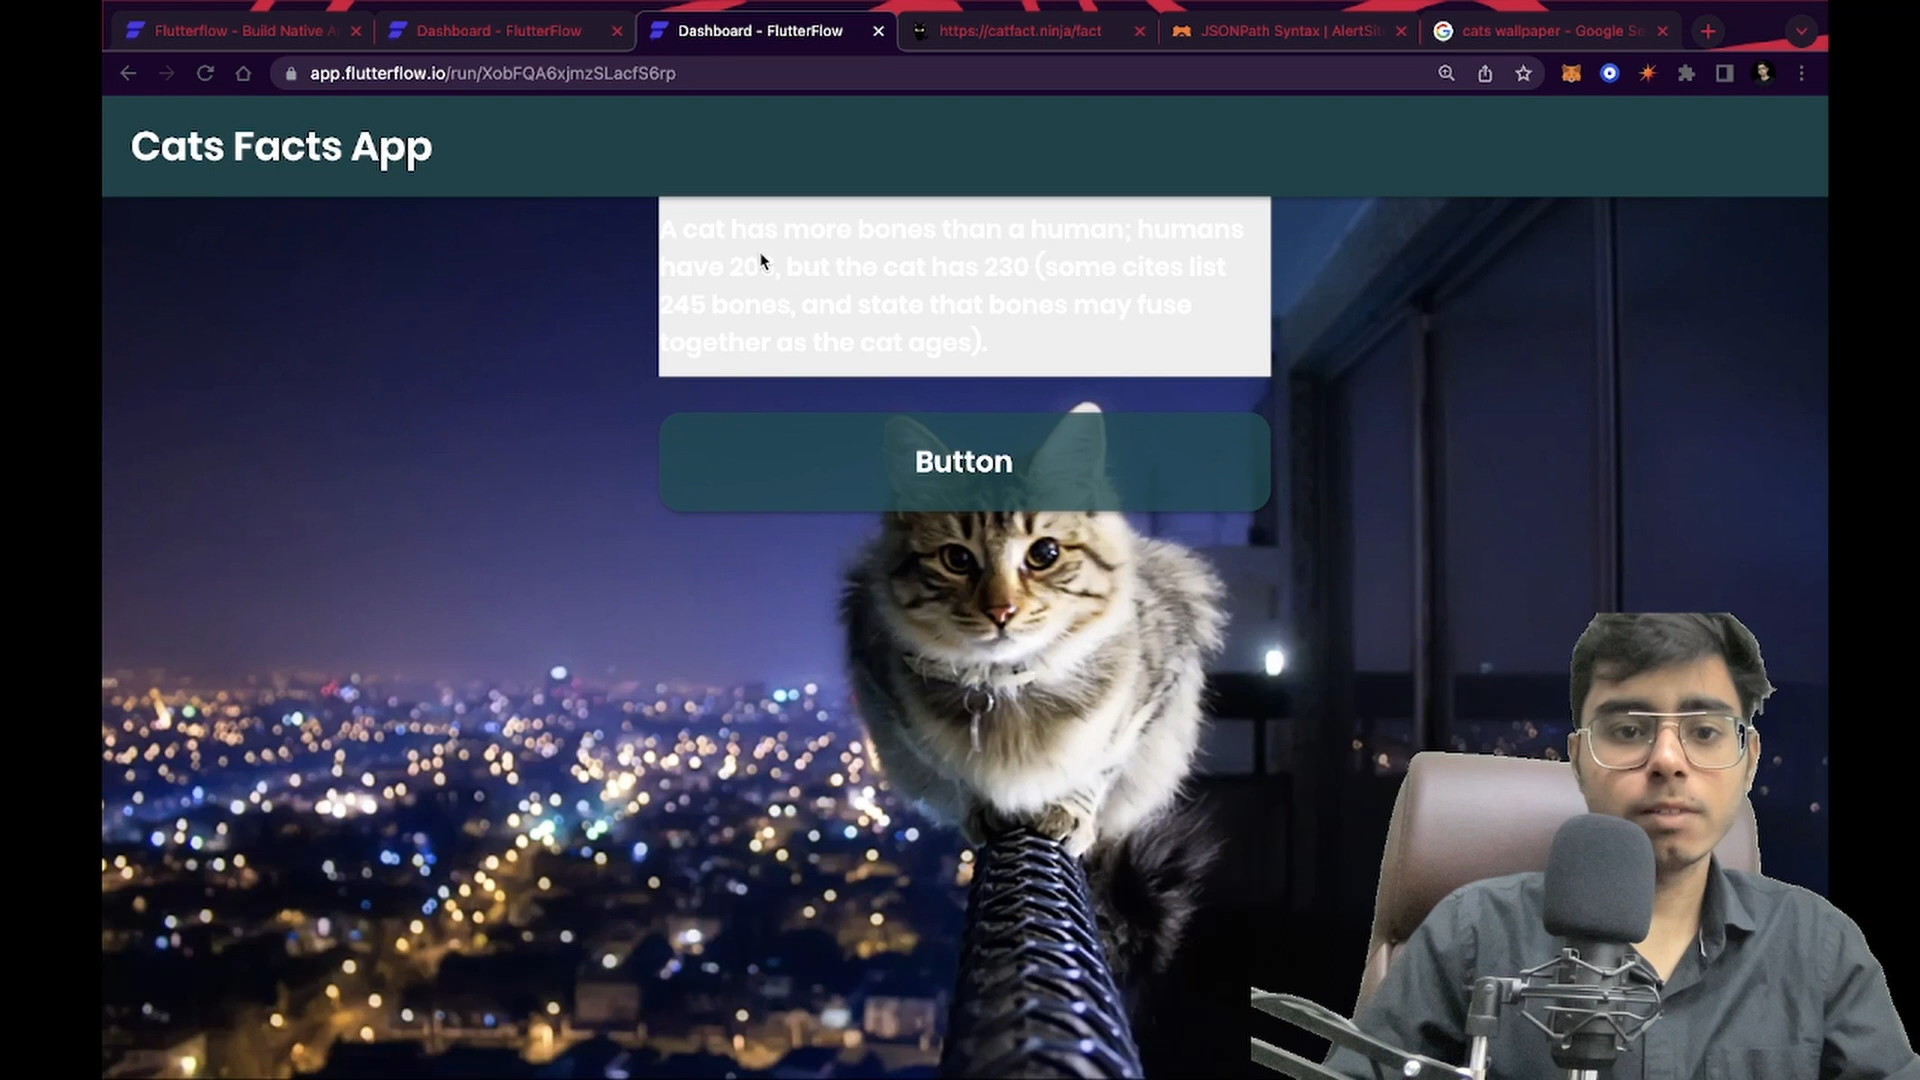 Flutterflow - Build Native A
Dashboard - FlutterFlow
Dashboard - FlutterFlow
https://catfact.ninja/fact
JSONPath Syntax | AlertSit
cats wallpaper - Google Se
app.flutterflow.io/run/XobFQA6xjmzSLacfS6rp
Cats Facts App
A cat has more bones than a human; humans
have 206, but the cat has 230 (some cites list
245 bones, and state that bones may fuse
together as the cat ages).
Button